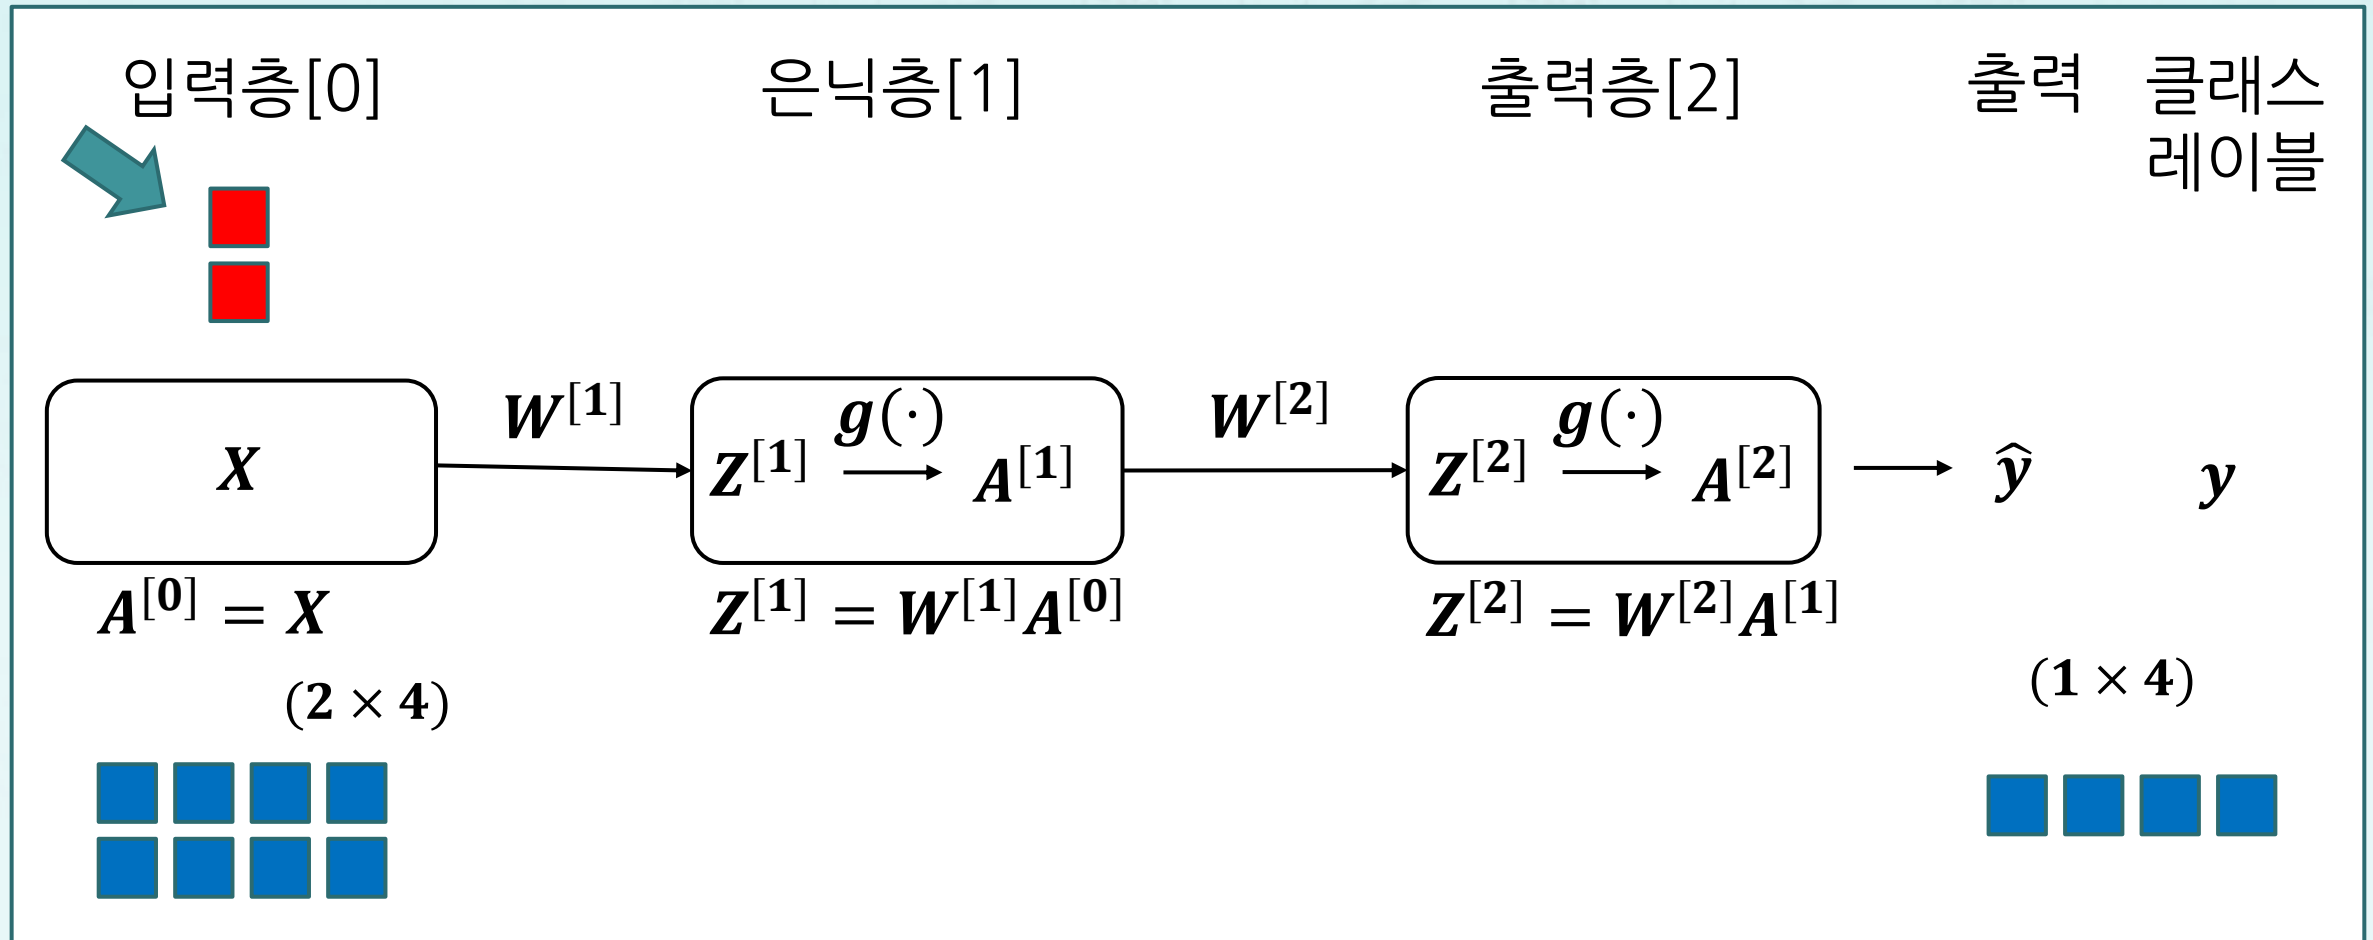 입력층[0] 은닉층[1] 출력층[2] 출력 클래스
레이블
W^[1] g(·) W^[2] g(·)
X Z^[1] A^[1] Z^[2] A^[2] ŷ y
A^[0] = X Z^[1] = W^[1]A^[0] Z^[2] = W^[2]A^[1]
(2 × 4) (1 × 4)